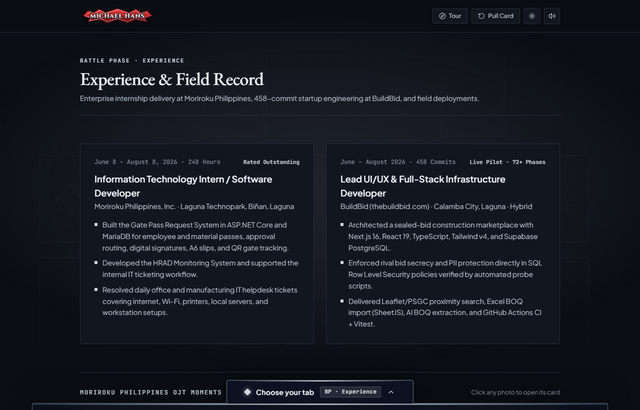 MICHAEL HANS
Tour
Pull Card
BATTLE PHASE · EXPERIENCE
Experience & Field Record
Enterprise internship delivery at Moriroku Philippines, 458-commit startup engineering at BuildBid, and field deployments.
June 8 – August 8, 2026 · 248 Hours
Rated Outstanding
Information Technology Intern / Software
Developer
Moriroku Philippines, Inc. · Laguna Technopark, Biñan, Laguna
Built the Gate Pass Request System in ASP.NET Core and
MariaDB for employee and material passes, approval
routing, digital signatures, A6 slips, and QR gate tracking.
Developed the HRAD Monitoring System and supported the
internal IT ticketing workflow.
Resolved daily office and manufacturing IT helpdesk tickets
covering internet, Wi-Fi, printers, local servers, and
workstation setups.
June – August, 2026 · 458 Commits
Live Pilot · 72+ Phases
Lead UI/UX & Full-Stack Infrastructure
Developer
BuildBid (thebuildbid.com) · Calamba City, Laguna · Hybrid
Architected a sealed-bid construction marketplace with
Next.js 16, React 19, TypeScript, Tailwind v4, and Supabase
PostgreSQL.
Enforced rival bid secrecy and PII protection directly in SQL
Row Level Security policies verified by automated probe
scripts.
Delivered Leaflet/PSGC proximity search, Excel BOQ
import (SheetJS), AI BOQ extraction, and GitHub Actions CI
+ Vitest.
MORIROKU PHILIPPINES OJT MOMENTS
Choose your tab
BP · Experience
Click any photo to open its card